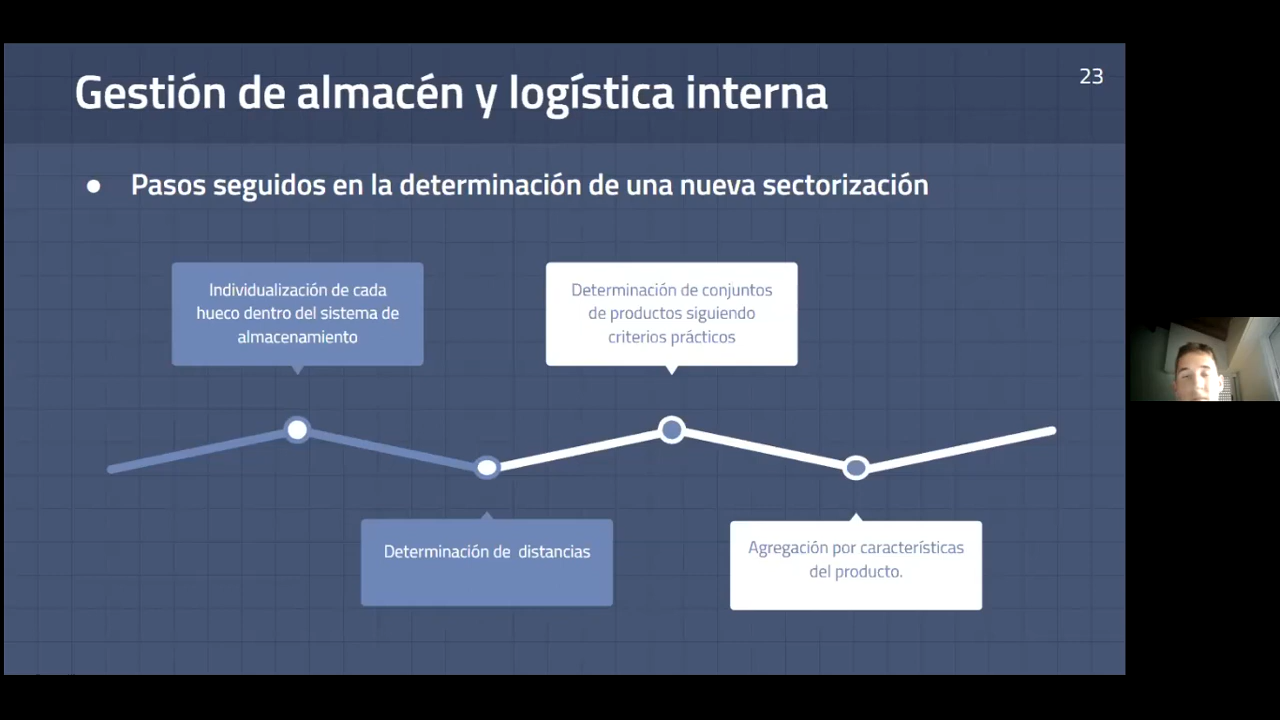 Gestión de almacén y logística interna
23
● Pasos seguidos en la determinación de una nueva sectorización
Individualización de cada
hueco dentro del sistema de
almacenamiento
Determinación de conjuntos
de productos siguiendo
criterios prácticos
Determinación de distancias
Agregación por características
del producto.